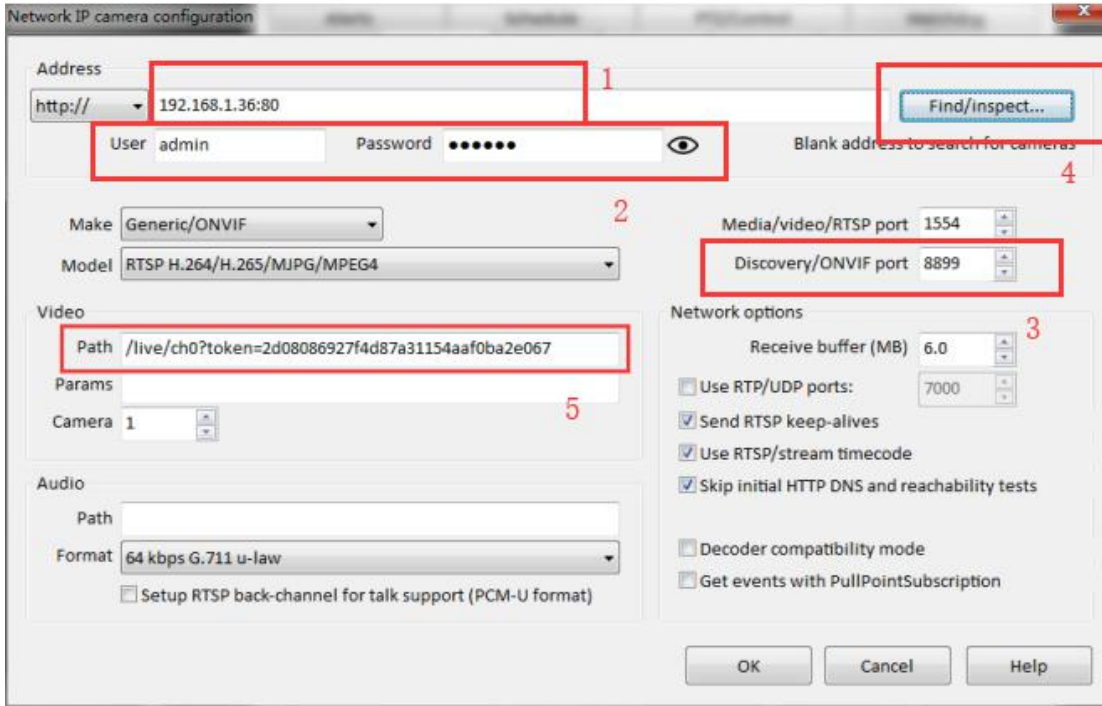 Network IP camera configuration
Address
http:// 192.168.1.36:80 Find/inspect...
1
User admin Password ●●●●●● Blank address to search for cameras
4
2
Make Generic/ONVIF Media/video/RTSP port 1554
Model RTSP H.264/H.265/MJPG/MPEG4 Discovery/ONVIF port 8899
Video Network options
3
Path /live/ch0?token=2d08086927f4d87a31154aaf0ba2e067 Receive buffer (MB) 6.0
Params Use RTP/UDP ports: 7000
5
Camera 1 Send RTSP keep-alives
Use RTSP/stream timecode
Audio Skip initial HTTP DNS and reachability tests
Path
Format 64 kbps G.711 u-law Decoder compatibility mode
Setup RTSP back-channel for talk support (PCM-U format) Get events with PullPointSubscription
OK Cancel Help